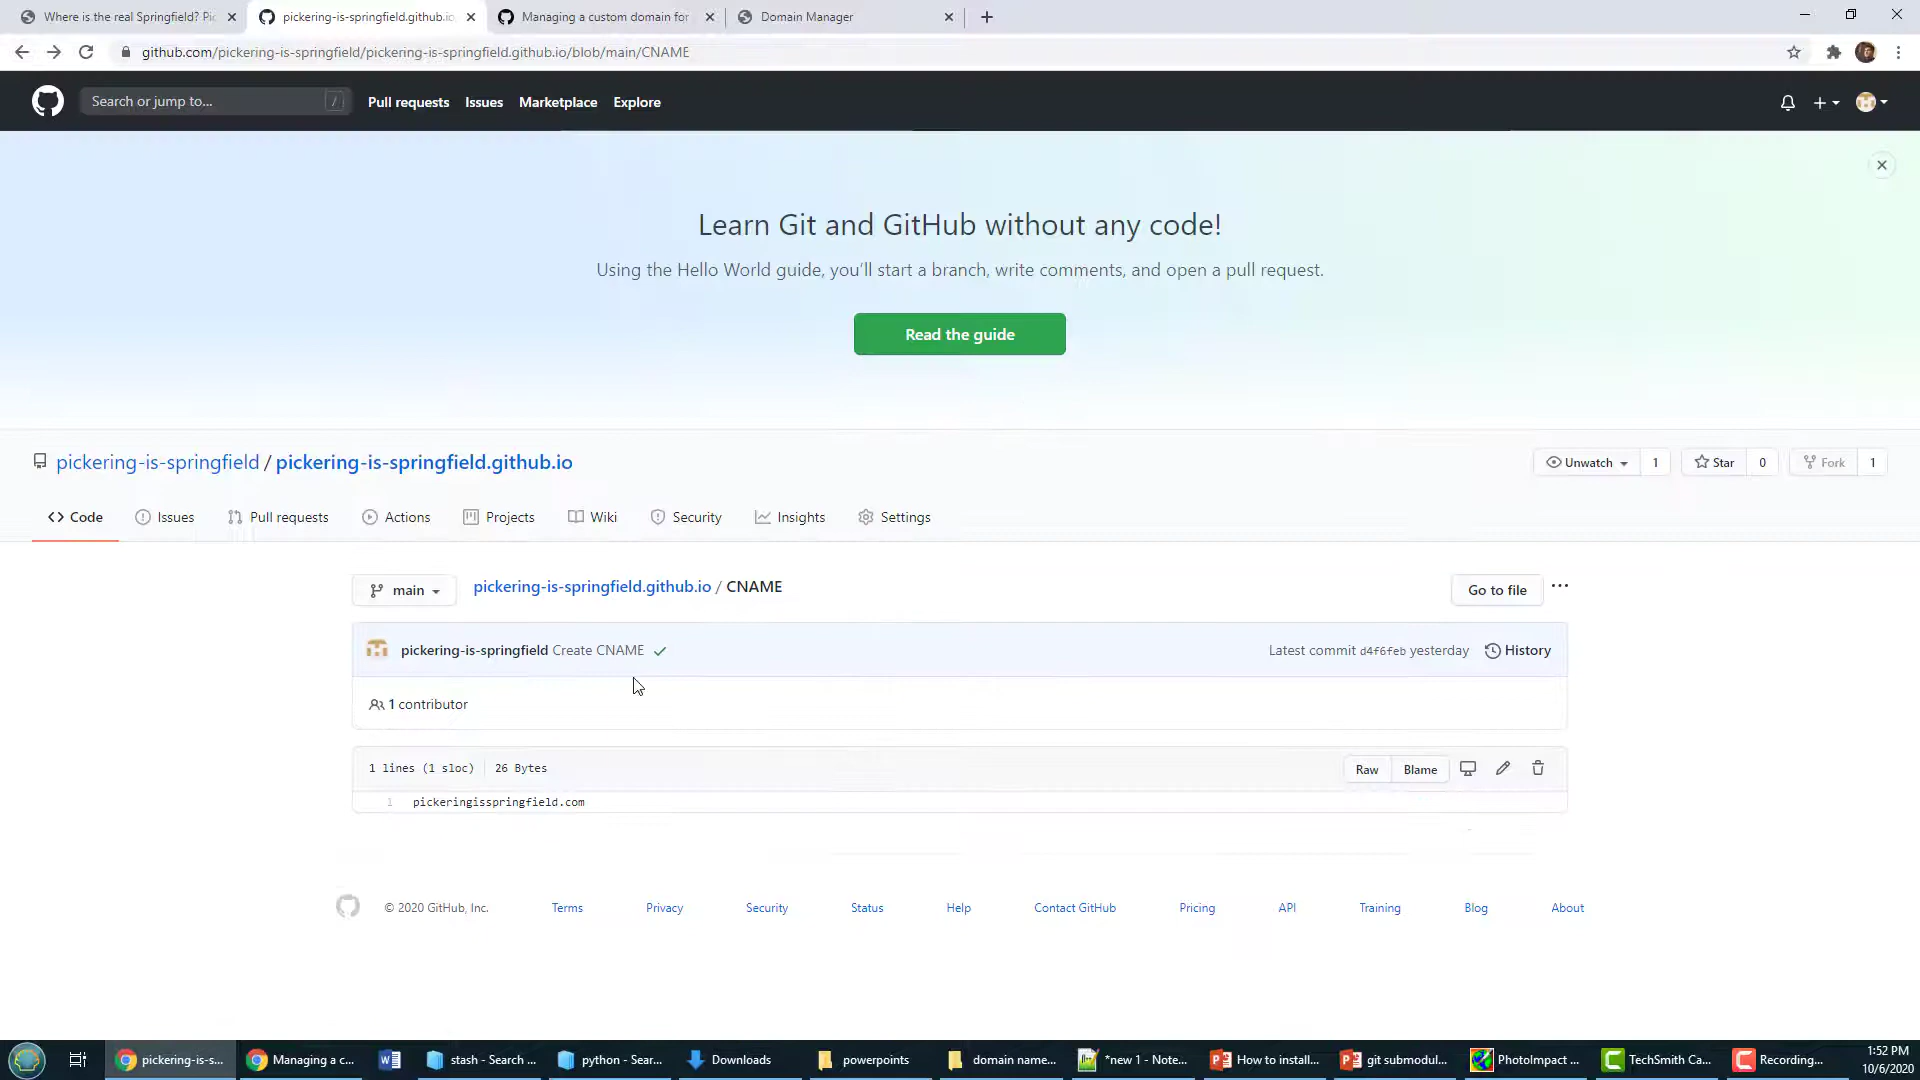 Where is the real Springfield? Pi
pickering-is-springfield.github.io
Managing a custom domain for
Domain Manager
github.com/pickering-is-springfield/pickering-is-springfield.github.io/blob/main/CNAME
Search or jump to...
/
Pull requests
Issues
Marketplace
Explore
Learn Git and GitHub without any code!
Using the Hello World guide, you'll start a branch, write comments, and open a pull request.
Read the guide
pickering-is-springfield / pickering-is-springfield.github.io
Unwatch 1
Star 0
Fork 1
Code
Issues
Pull requests
Actions
Projects
Wiki
Security
Insights
Settings
main
pickering-is-springfield.github.io / CNAME
Go to file
pickering-is-springfield Create CNAME
Latest commit d4f6feb yesterday
History
1 contributor
1 lines (1 sloc)
26 Bytes
Raw
Blame
1 pickeringisspringfield.com
© 2020 GitHub, Inc.
Terms
Privacy
Security
Status
Help
Contact GitHub
Pricing
API
Training
Blog
About
pickering-is-s...
Managing a c...
stash - Search ...
python - Sear...
Downloads
powerpoints
domain name...
*new 1 - Note...
How to install...
git submodul...
PhotoImpact ...
TechSmith Ca...
Recording...
1:52 PM
10/6/2020